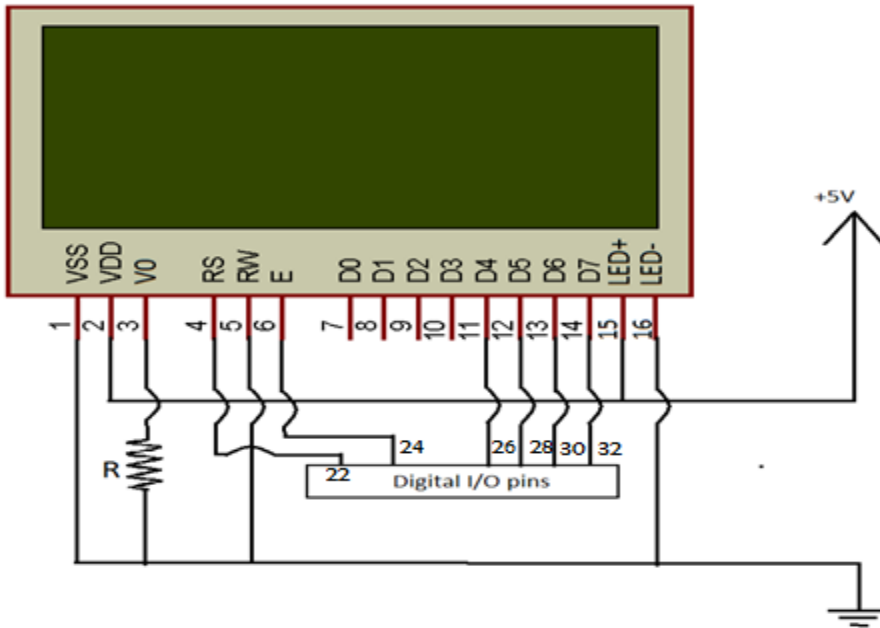 +5V
VSS VDD V0 RS RW E D0 D1 D2 D3 D4 D5 D6 D7 LED+ LED-
1 2 3 4 5 6 7 8 9 10 11 12 13 14 15 16
R 24 26 28 30 32
22
Digital I/O pins